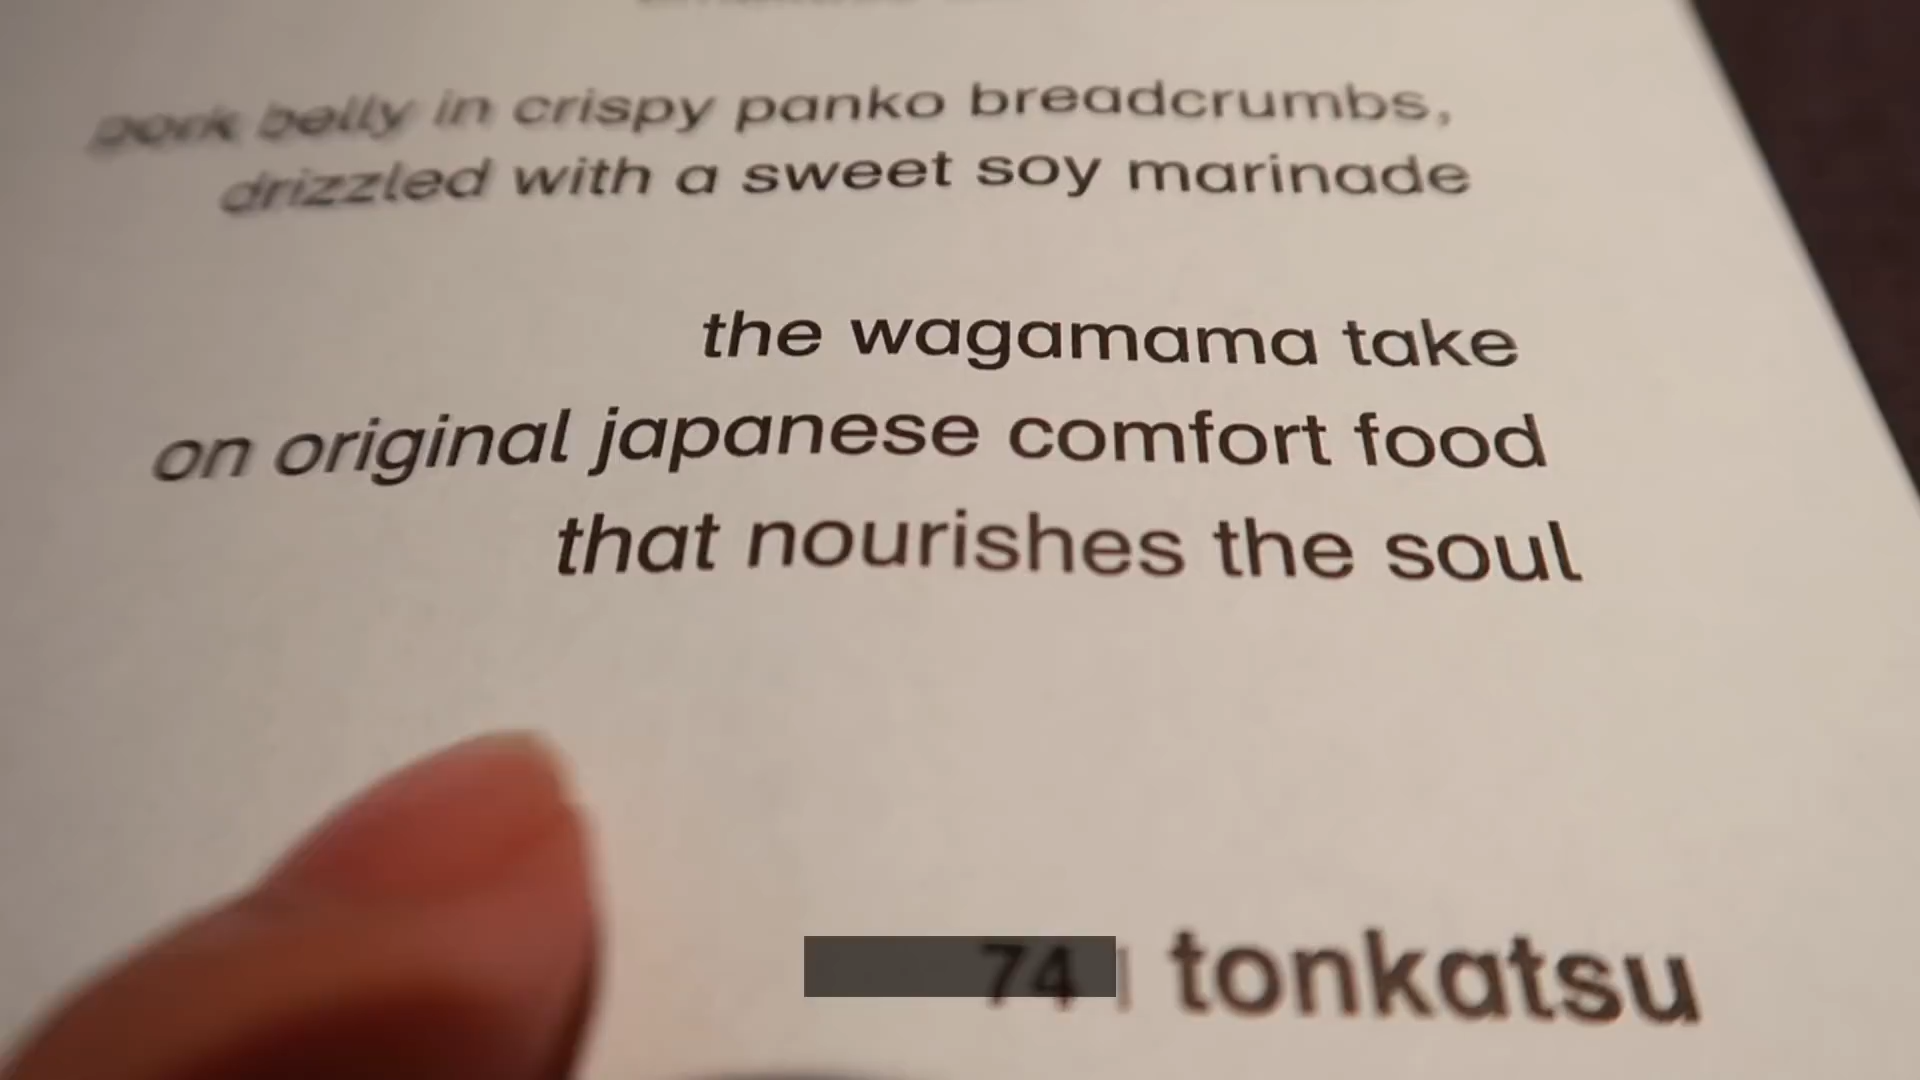 pork belly in crispy panko breadcrumbs,
drizzled with a sweet soy marinade
the wagamama take
on original japanese comfort food
that nourishes the soul
74 | tonkatsu